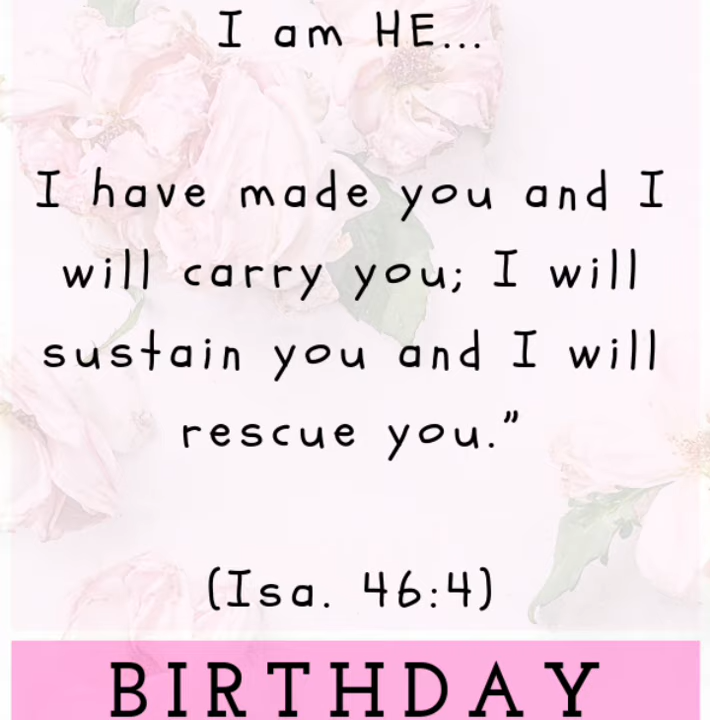 I am HE...
I have made you and I
will carry you; I will
sustain you and I will
rescue you.”
(Isa. 46:4)
BIRTHDAY